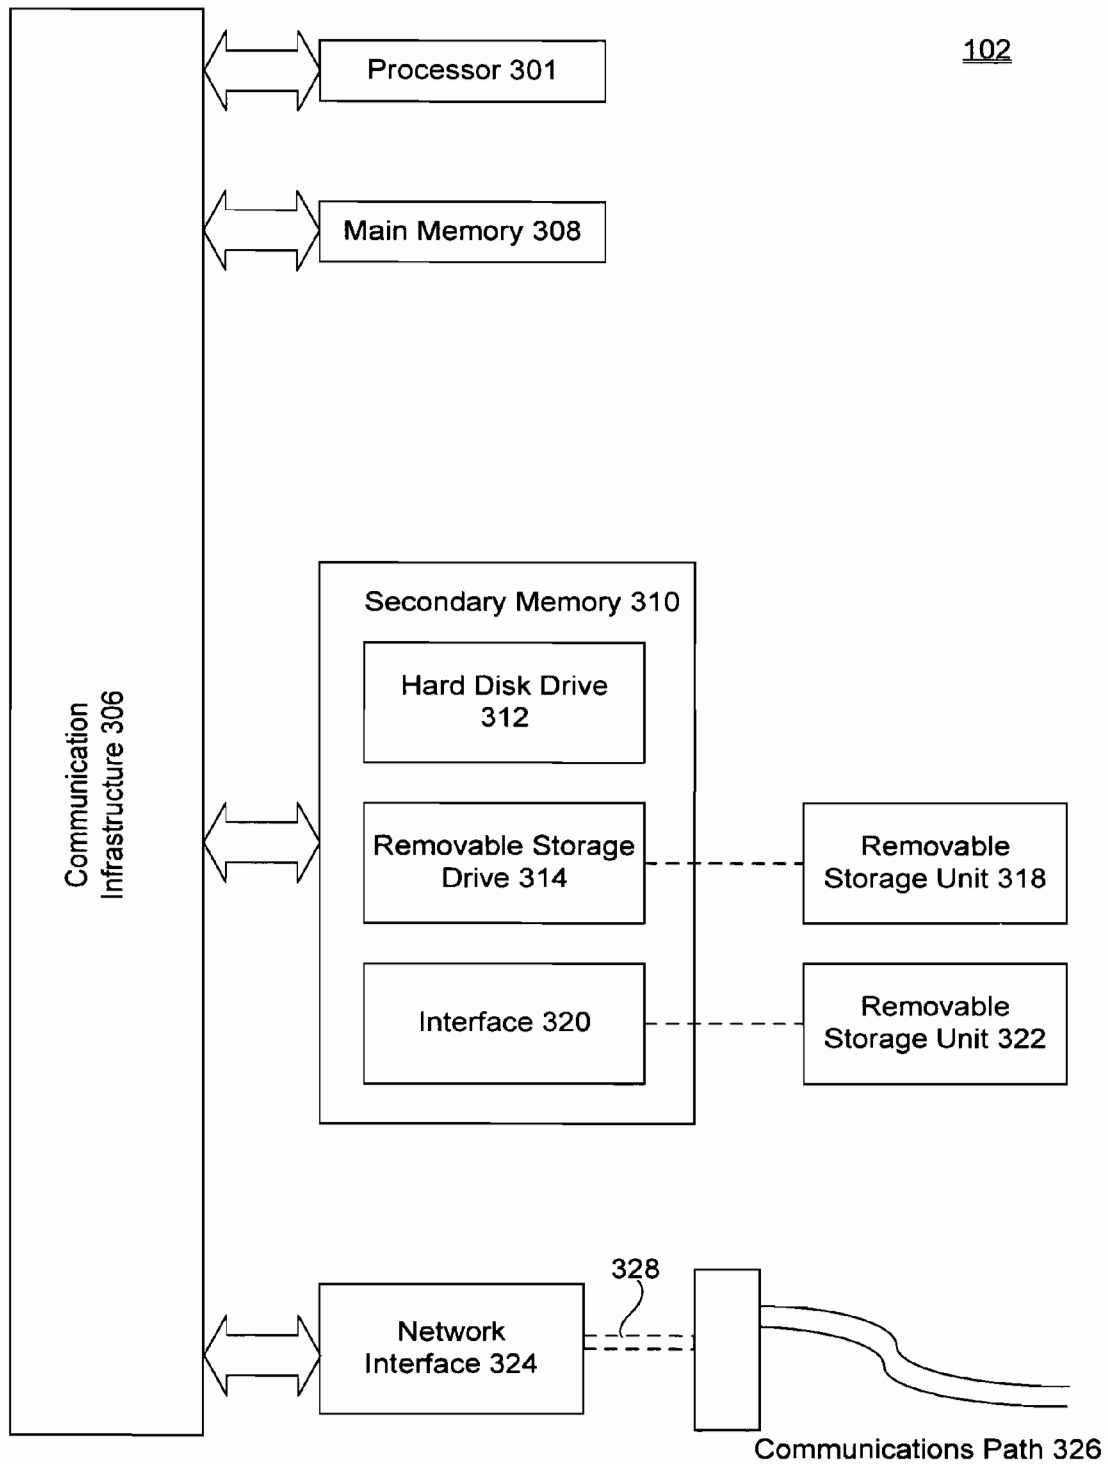 102
Processor 301
Main Memory 308
Communication
Infrastructure 306
Secondary Memory 310
Hard Disk Drive
312
Removable Storage
Drive 314
Removable
Storage Unit 318
Interface 320
Removable
Storage Unit 322
328
Network
Interface 324
Communications Path 326